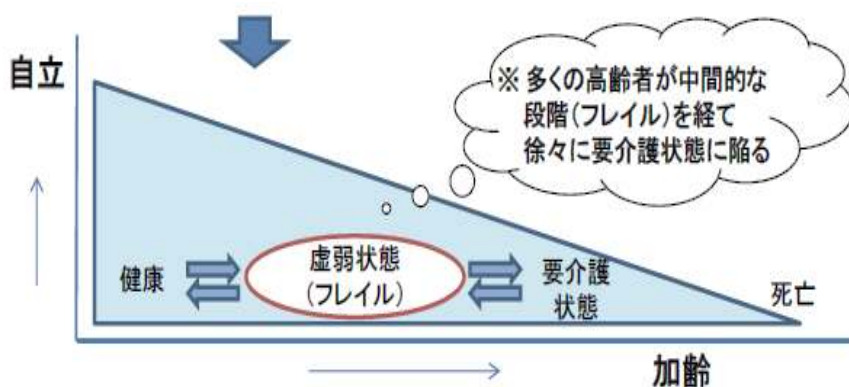 自立
※ 多くの高齢者が中間的な
段階(フレイル)を経て
徐々に要介護状態に陥る
健康
虚弱状態
(フレイル)
要介護
状態
死亡
加齢